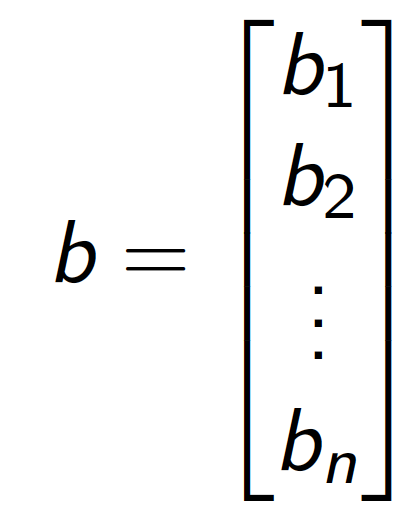 b = [b₁
b₂
⋮
bₙ]